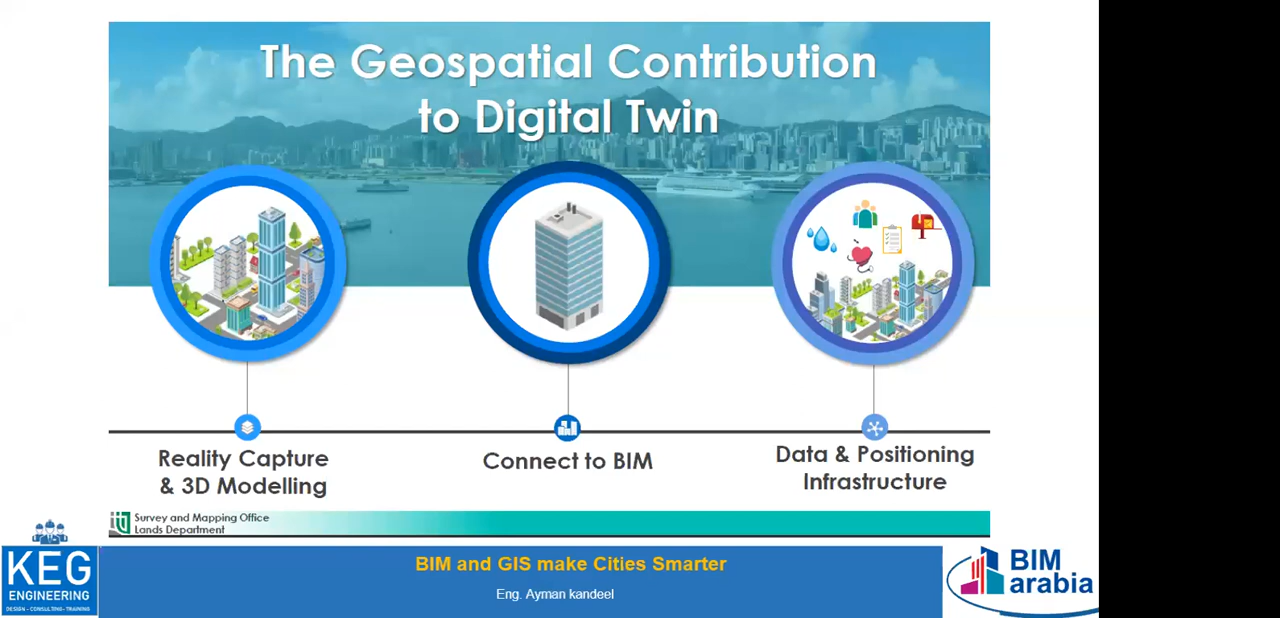 The Geospatial Contribution
to Digital Twin
Reality Capture
& 3D Modelling
Connect to BIM
Data & Positioning
Infrastructure
Survey and Mapping Office
Lands Department
KEG
ENGINEERING
DESIGN - CONSULTING - TRAINING
BIM and GIS make Cities Smarter
Eng. Ayman kandeel
BIM
arabia